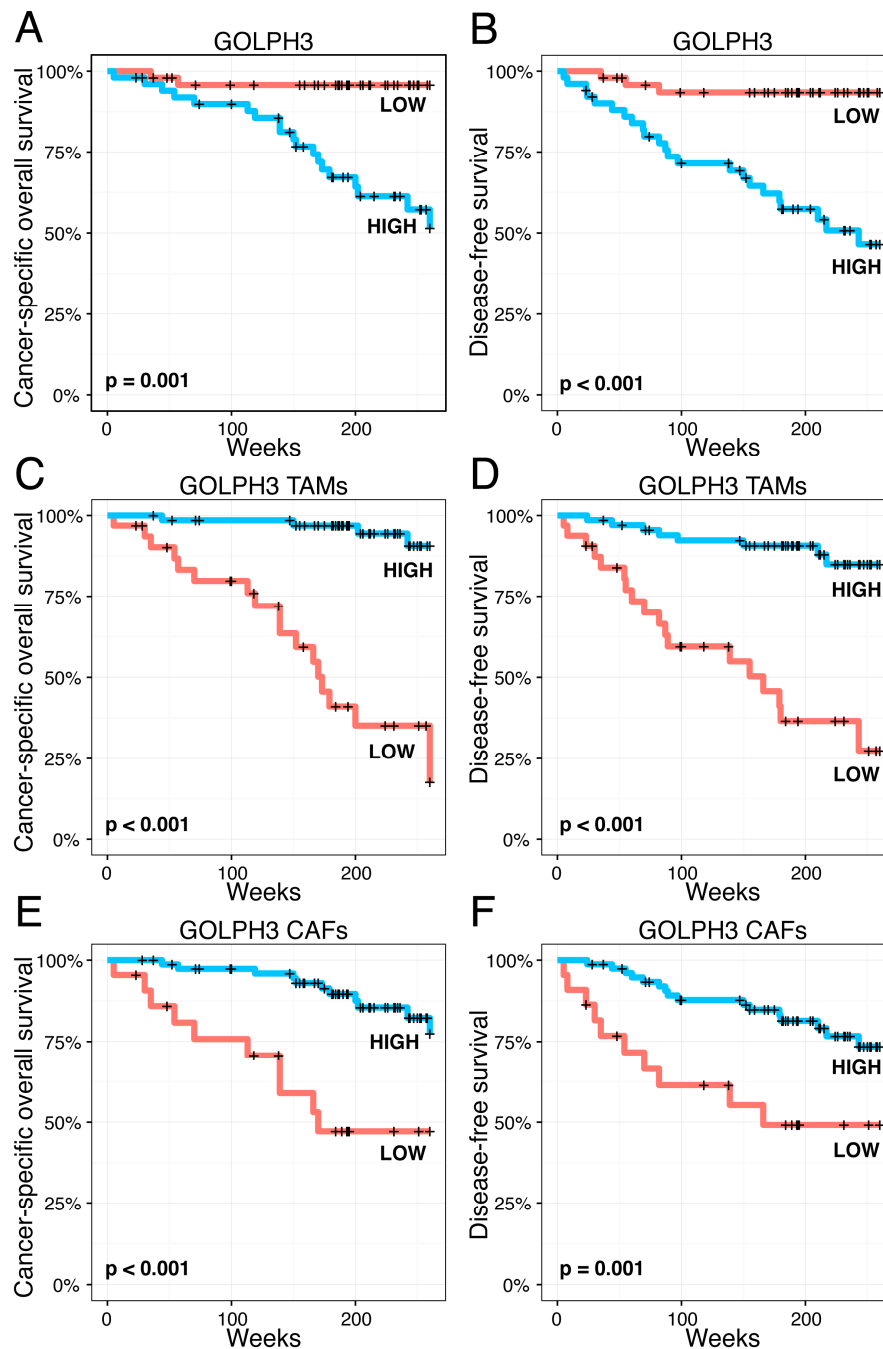 A
GOLPH3
Cancer-specific overall survival
100%
75%
50%
25%
0%
LOW
HIGH
p = 0.001
0
100
200
Weeks
B
GOLPH3
Disease-free survival
100%
75%
50%
25%
0%
LOW
HIGH
p < 0.001
0
100
200
Weeks
C
GOLPH3 TAMs
Cancer-specific overall survival
100%
75%
50%
25%
0%
HIGH
LOW
p < 0.001
0
100
200
Weeks
D
GOLPH3 TAMs
Disease-free survival
100%
75%
50%
25%
0%
HIGH
LOW
p < 0.001
0
100
200
Weeks
E
GOLPH3 CAFs
Cancer-specific overall survival
100%
75%
50%
25%
0%
HIGH
LOW
p < 0.001
0
100
200
Weeks
F
GOLPH3 CAFs
Disease-free survival
100%
75%
50%
25%
0%
HIGH
LOW
p = 0.001
0
100
200
Weeks